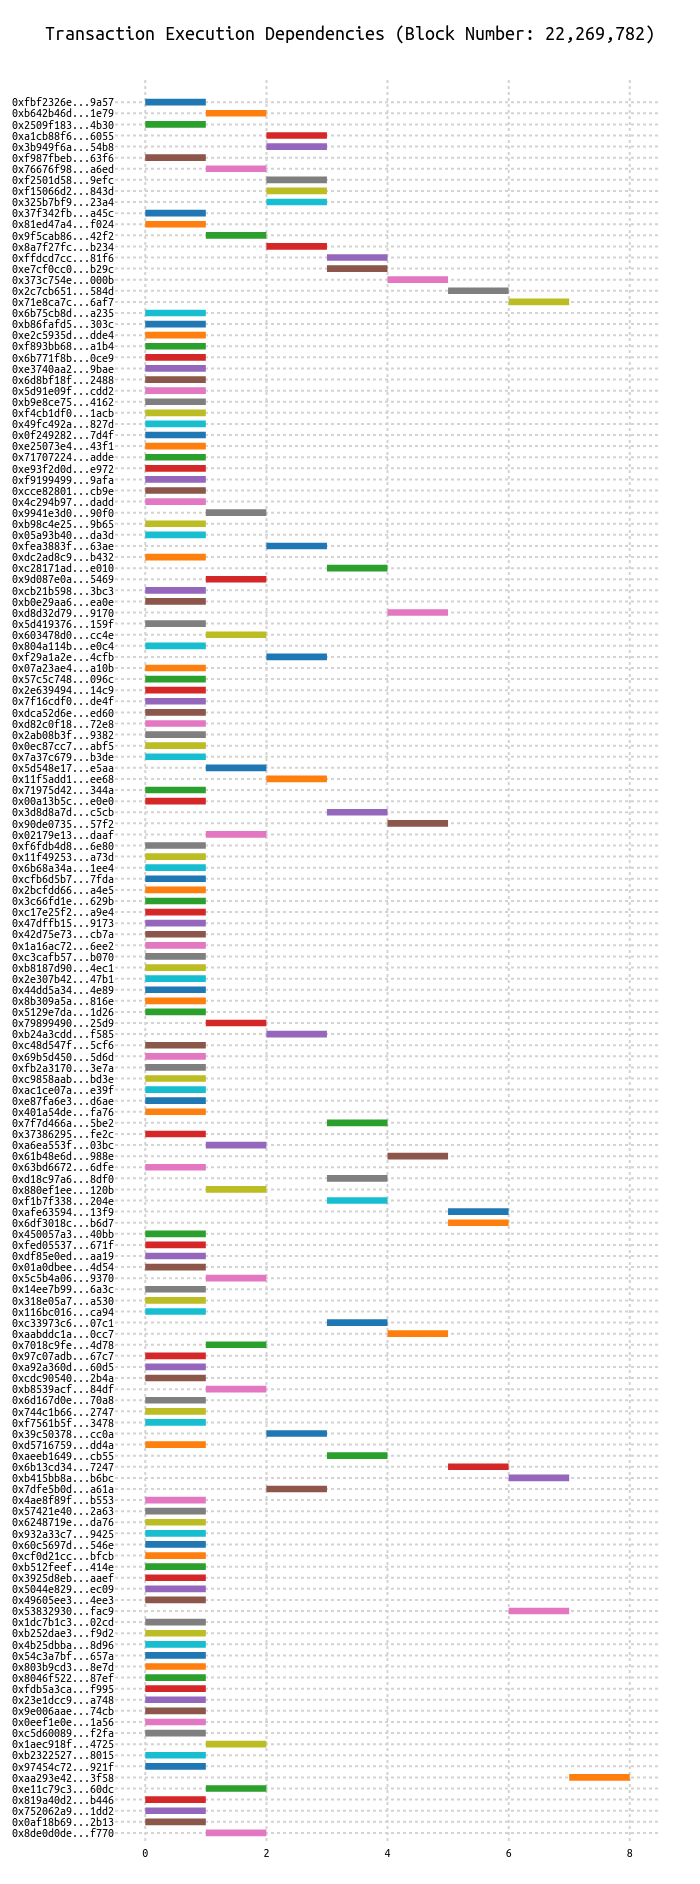 Transaction Execution Dependencies (Block Number: 22,269,782)
0xfbf2326e...9a57
0xb642b46d...1e79
0x2509f183...4b30
0xa1cb88f6...6055
0x3b949f6a...54b8
0xf987fbeb...63f6
0x76676f98...a6ed
0xf2501d58...9efc
0xf15066d2...843d
0x325b7bf9...23a4
0x37f342fb...a45c
0x81ed47a4...f024
0x9f5cab86...42f2
0x8a7f27fc...b234
0xffdcd7cc...81f6
0xe7cf0cc0...b29c
0x373c754e...000b
0x2c7cb651...584d
0x71e8ca7c...6af7
0x6b75cb8d...a235
0xb86fafd5...303c
0xe2c5935d...dde4
0xf893bb68...a1b4
0x6b771f8b...0ce9
0xe3740aa2...9bae
0x6d8bf18f...2488
0x5d91e09f...cdd2
0xb9e8ce75...4162
0xf4cb1df0...1acb
0x49fc492a...827d
0x0f249282...7d4f
0xe25073e4...43f1
0x71707224...adde
0xe93f2d0d...e972
0xf9199499...9afa
0xcce82801...cb9e
0x4c294b97...dadd
0x9941e3d0...90f0
0xb98c4e25...9b65
0x05a93b40...da3d
0xfea3883f...63ae
0xdc2ad8c9...b432
0xc28171ad...e010
0x9d087e0a...5469
0xcb21b598...3bc3
0xb0e29aa6...ea0e
0xd8d32d79...9170
0x5d419376...159f
0x603478d0...cc4e
0x804a114b...e0c4
0xf29a1a2e...4cfb
0x07a23ae4...a10b
0x57c5c748...096c
0x2e639494...14c9
0x7f16cdf0...de4f
0xdca52d6e...ed60
0xd82c0f18...72e8
0x2ab08b3f...9382
0x0ec87cc7...abf5
0x7a37c679...b3de
0x5d548e17...e5aa
0x11f5add1...ee68
0x71975d42...344a
0x00a13b5c...e0e0
0x3d8d8a7d...c5cb
0x90de0735...57f2
0x02179e13...daaf
0xf6fdb4d8...6e80
0x11f49253...a73d
0x6b68a34a...1ee4
0xcfb6d5b7...7fda
0x2bcfdd66...a4e5
0x3c66fd1e...629b
0xc17e25f2...a9e4
0x47dffb15...9173
0x42d75e73...cb7a
0x1a16ac72...6ee2
0xc3cafb57...b070
0xb8187d90...4ec1
0x2e307b42...47b1
0x44dd5a34...4e89
0x8b309a5a...816e
0x5129e7da...1d26
0x79899490...25d9
0xb24a3cdd...f585
0xc48d547f...5cf6
0x69b5d450...5d6d
0xfb2a3170...3e7a
0xc9858aab...bd3e
0xac1ce07a...e39f
0xe87fa6e3...d6ae
0x401a54de...fa76
0x7f7d466a...5be2
0x37386295...fe2c
0xa6ea553f...03bc
0x61b48e6d...988e
0x63bd6672...6dfe
0xd18c97a6...8df0
0x880ef1ee...120b
0xf1b7f338...204e
0xafe63594...13f9
0x6df3018c...b6d7
0x450057a3...40bb
0xfed05537...671f
0xdf85e0ed...aa19
0x01a0dbee...4d54
0x5c5b4a06...9370
0x14ee7b99...6a3c
0x318e05a7...a530
0x116bc016...ca94
0xc33973c6...07c1
0xaabddc1a...0cc7
0x7018c9fe...4d78
0x97c07adb...67c7
0xa92a360d...60d5
0xcdc90540...2b4a
0xb8539acf...84df
0x6d167d0e...70a8
0x744c1b66...2747
0xf7561b5f...3478
0x39c50378...cc0a
0xd5716759...dd4a
0xaeeb1649...cb55
0x6b13cd34...7247
0xb415bb8a...b6bc
0x7dfe5b0d...a61a
0x4ae8f89f...b553
0x57421e40...2a63
0x6248719e...da76
0x932a33c7...9425
0x60c5697d...546e
0xcf0d21cc...bfcb
0xb512feef...414e
0x3925d8eb...aaef
0x5044e829...ec09
0x49605ee3...4ee3
0x53832930...fac9
0x1dc7b1c3...02cd
0xb252dae3...f9d2
0x4b25dbba...8d96
0x54c3a7bf...657a
0x803b9cd3...8e7d
0x8046f522...87ef
0xfdb5a3ca...f995
0x23e1dcc9...a748
0x9e006aae...74cb
0x0eef1e0e...1a56
0xc5d60089...f2fa
0x1aec918f...4725
0xb2322527...8015
0x97454c72...921f
0xaa293e42...3f58
0xe11c79c3...60dc
0x819a40d2...b446
0x752062a9...1dd2
0x0af18b69...2b13
0x8de0d0de...f770
0 2 4 6 8